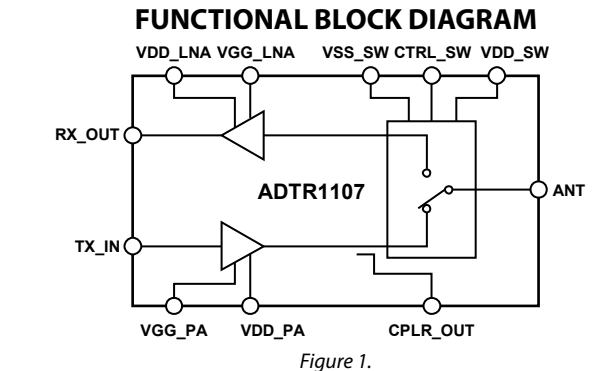 FUNCTIONAL BLOCK DIAGRAM
VDD_LNA VGG_LNA VSS_SW CTRL_SW VDD_SW
RX_OUT
ADTR1107
ANT
TX_IN
VGG_PA VDD_PA CPLR_OUT
Figure 1.